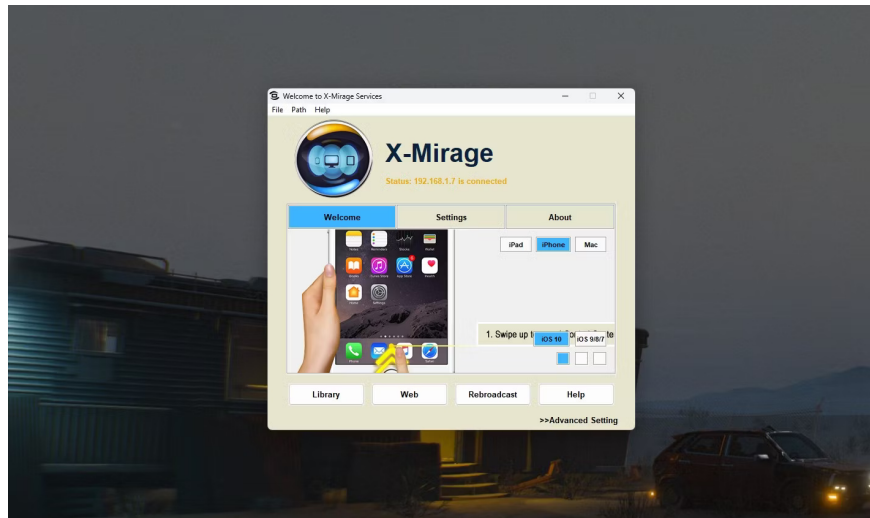 Welcome to X-Mirage Services
File Path Help
X-Mirage
Status: 192.168.1.7 is connected
Welcome Settings About
iPad iPhone Mac
1. Swipe up
iOS 10 iOS 9/8/7
Library Web Rebroadcast Help
>>Advanced Setting